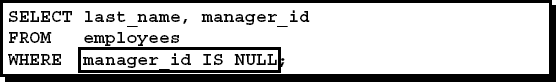 SELECT last_name, manager_id
FROM   employees
WHERE  manager_id IS NULL;